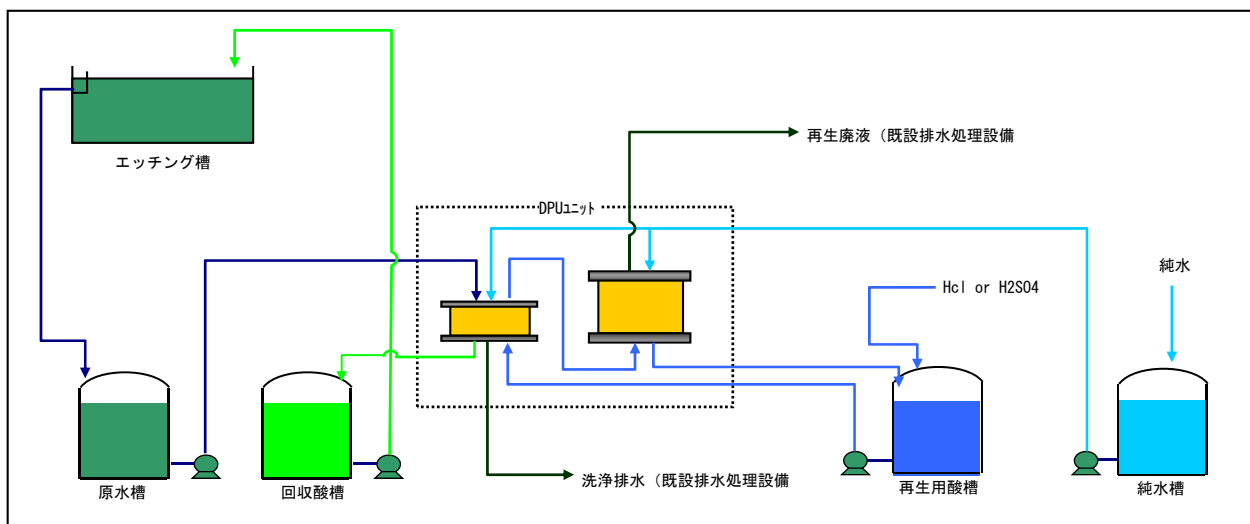 エッチング槽
再生廃液（既設排水処理設備
DPUﾕﾆｯﾄ
純水
Hcl or H2SO4
洗浄排水（既設排水処理設備
原水槽
回収酸槽
再生用酸槽
純水槽